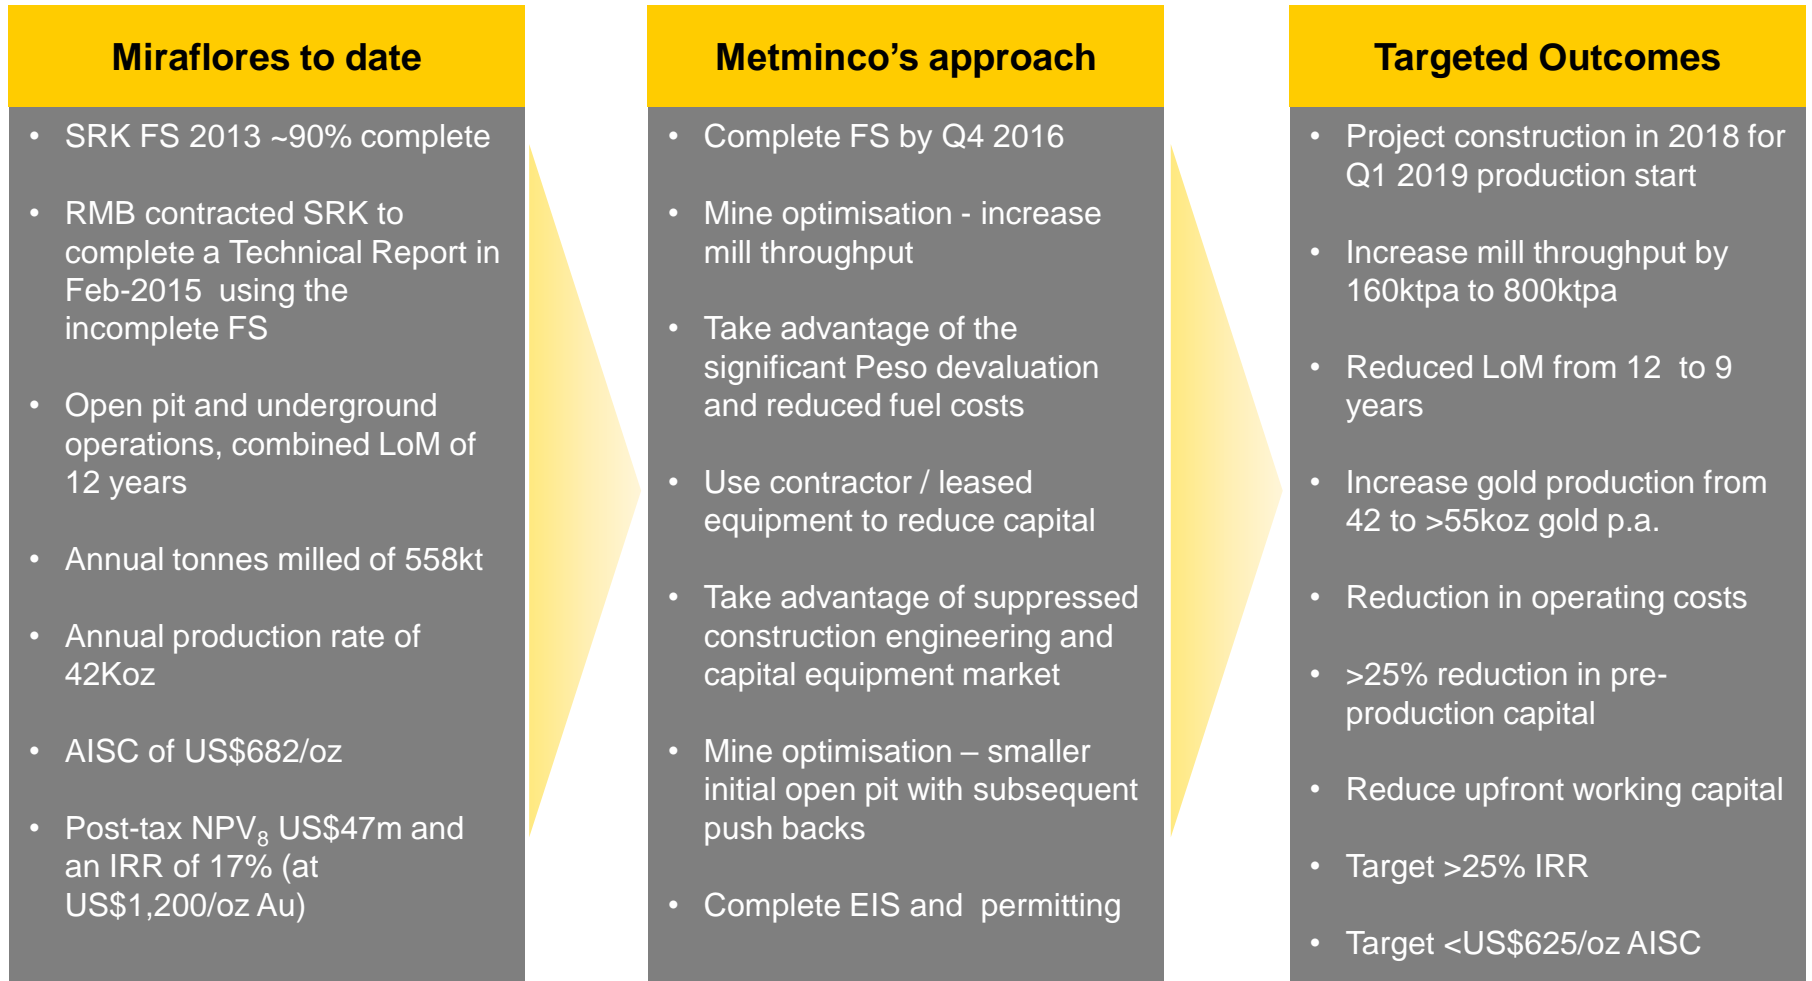 Miraflores to date
• SRK FS 2013 ~90% complete
• RMB contracted SRK to
complete a Technical Report in
Feb-2015  using the
incomplete FS
• Open pit and underground
operations, combined LoM of
12 years
• Annual tonnes milled of 558kt
• Annual production rate of
42Koz
• AISC of US$682/oz
• Post-tax NPV₈ US$47m and
an IRR of 17% (at
US$1,200/oz Au)
Metminco’s approach
• Complete FS by Q4 2016
• Mine optimisation - increase
mill throughput
• Take advantage of the
significant Peso devaluation
and reduced fuel costs
• Use contractor / leased
equipment to reduce capital
• Take advantage of suppressed
construction engineering and
capital equipment market
• Mine optimisation – smaller
initial open pit with subsequent
push backs
• Complete EIS and  permitting
Targeted Outcomes
• Project construction in 2018 for
Q1 2019 production start
• Increase mill throughput by
160ktpa to 800ktpa
• Reduced LoM from 12  to 9
years
• Increase gold production from
42 to >55koz gold p.a.
• Reduction in operating costs
• >25% reduction in pre-
production capital
• Reduce upfront working capital
• Target >25% IRR
• Target <US$625/oz AISC